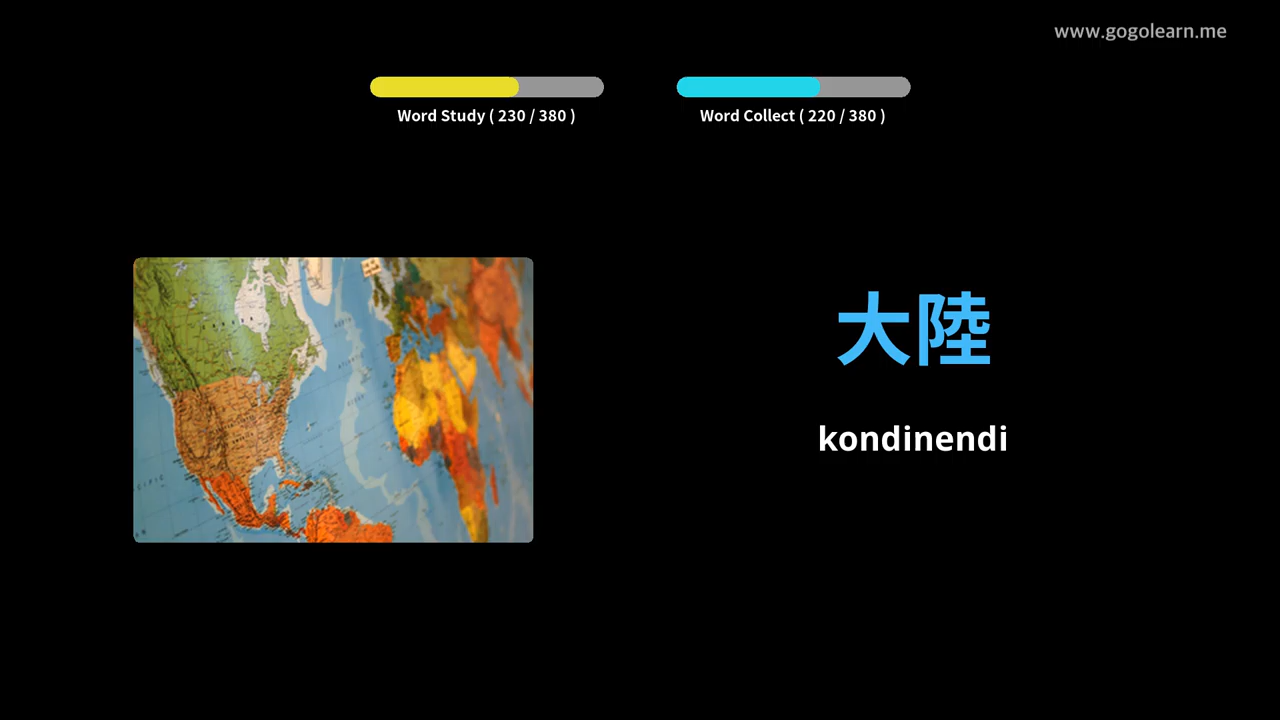 www.gogolearn.me
Word Study ( 230 / 380 )
Word Collect ( 220 / 380 )
大陸
kondinendi